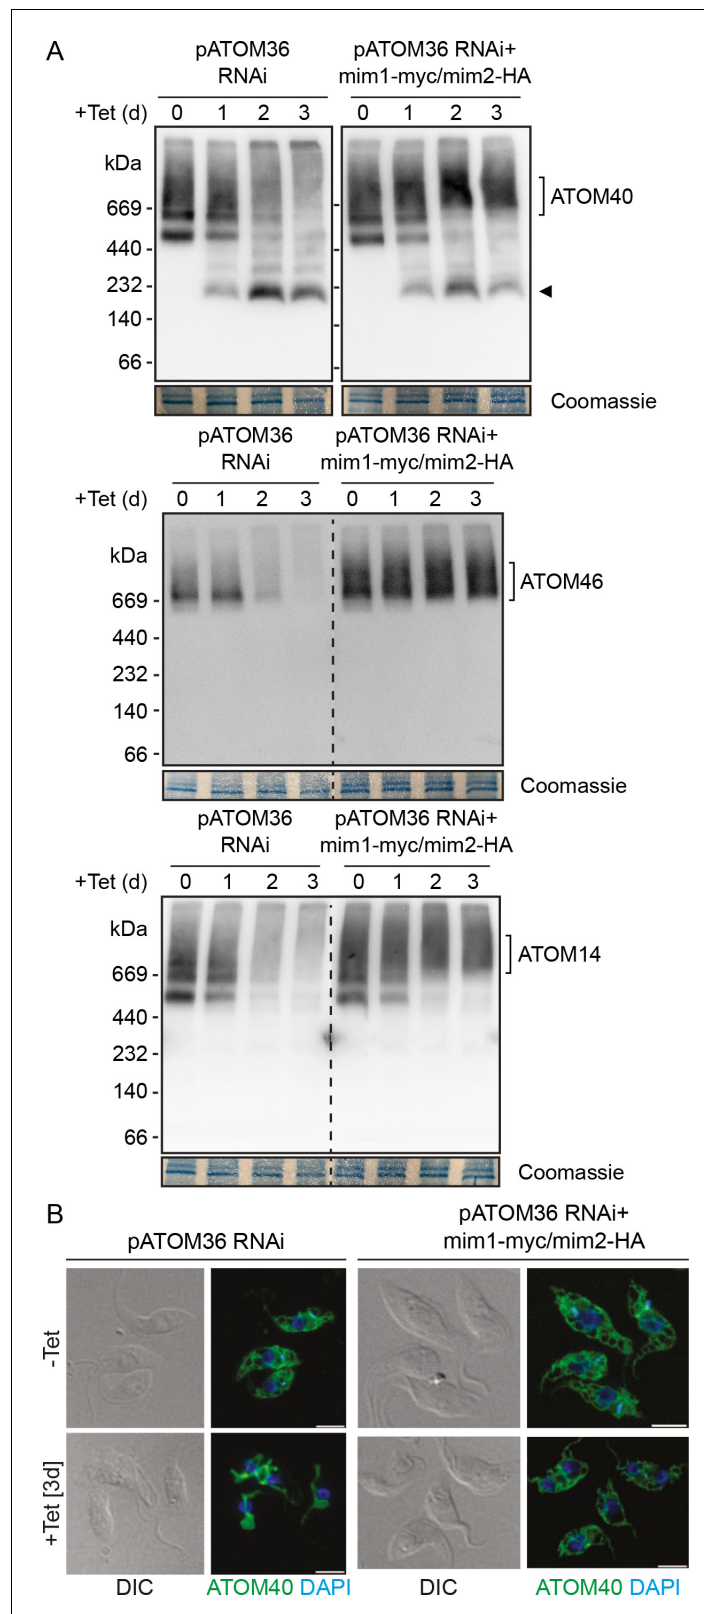 A
pATOM36 RNAi
pATOM36 RNAi+ mim1-myc/mim2-HA
+Tet (d) 0 1 2 3 0 1 2 3
kDa
669
440
232
140
66
ATOM40
Coomassie
pATOM36 RNAi
pATOM36 RNAi+ mim1-myc/mim2-HA
+Tet (d) 0 1 2 3 0 1 2 3
kDa
669
440
232
140
66
ATOM46
Coomassie
pATOM36 RNAi
pATOM36 RNAi+ mim1-myc/mim2-HA
+Tet (d) 0 1 2 3 0 1 2 3
kDa
669
440
232
140
66
ATOM14
Coomassie
B
pATOM36 RNAi
pATOM36 RNAi+ mim1-myc/mim2-HA
-Tet
+Tet [3d]
DIC
ATOM40 DAPI
DIC
ATOM40 DAPI